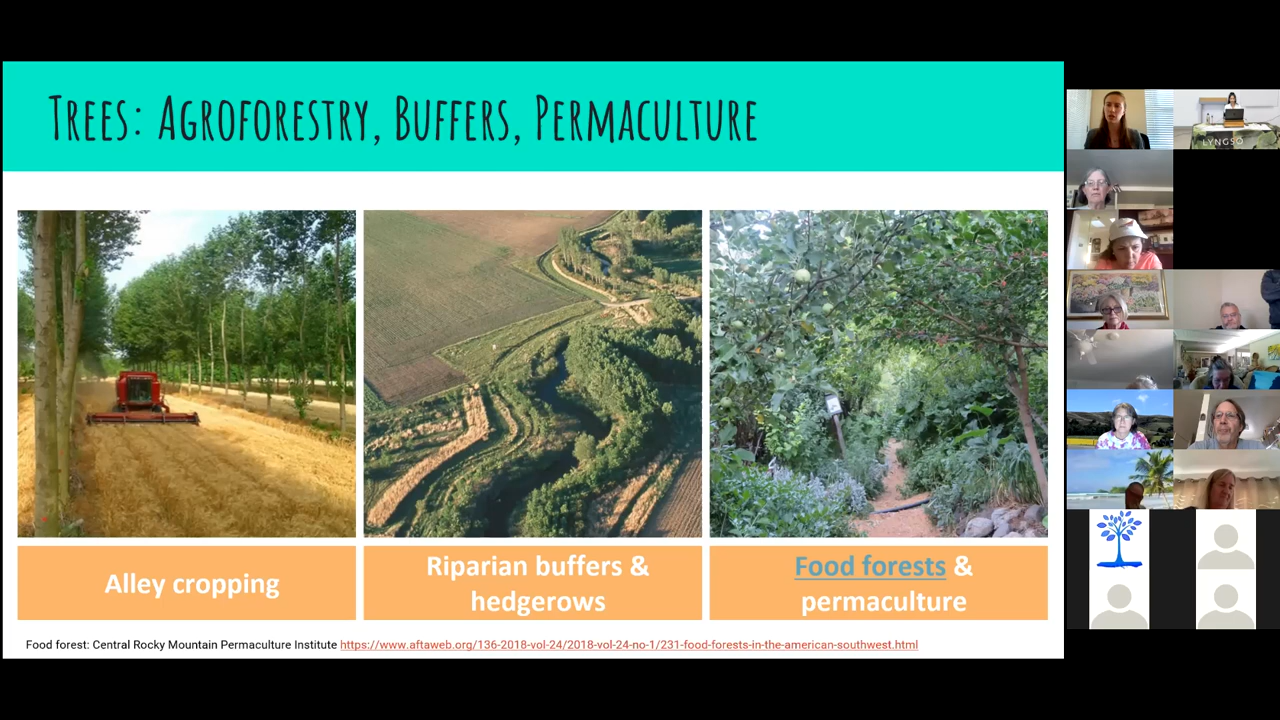 Trees: Agroforestry, Buffers, Permaculture
LYNGSO
Alley cropping
Riparian buffers &
hedgerows
Food forests &
permaculture
Food forest: Central Rocky Mountain Permaculture Institute https://www.aftaweb.org/136-2018-vol-24/2018-vol-24-no-1/231-food-forests-in-the-american-southwest.html